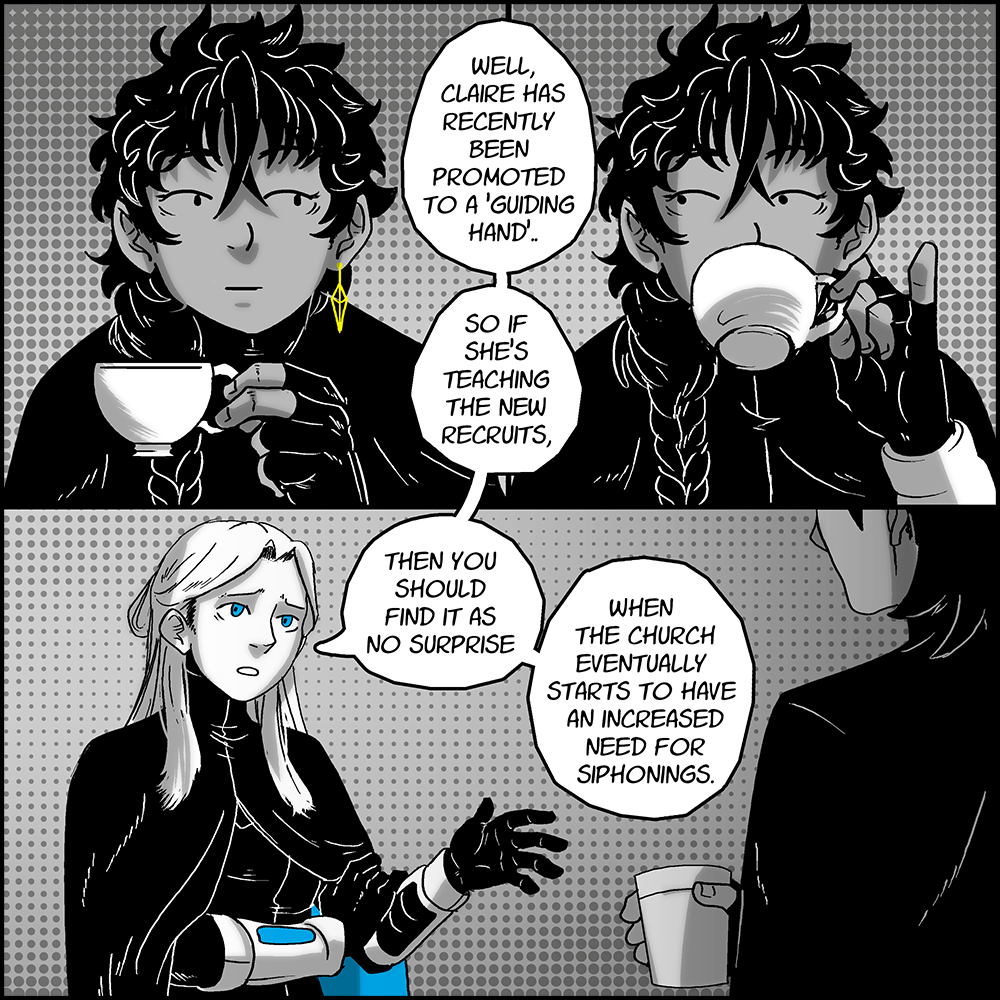 WELL,
CLAIRE HAS
RECENTLY
BEEN
PROMOTED
TO A 'GUIDING
HAND'..
SO IF
SHE'S
TEACHING
THE NEW
RECRUITS,
THEN YOU
SHOULD
FIND IT AS
NO SURPRISE
WHEN
THE CHURCH
EVENTUALLY
STARTS TO HAVE
AN INCREASED
NEED FOR
SIPHONINGS.